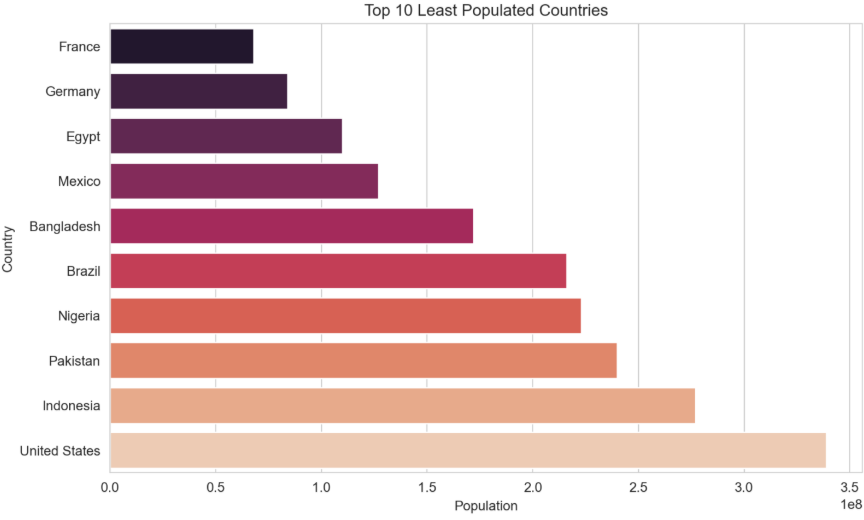 Top 10 Least Populated Countries
France
Germany
Egypt
Mexico
Bangladesh
Brazil
Nigeria
Pakistan
Indonesia
United States
Country
0.0 0.5 1.0 1.5 2.0 2.5 3.0 3.5
1e8
Population